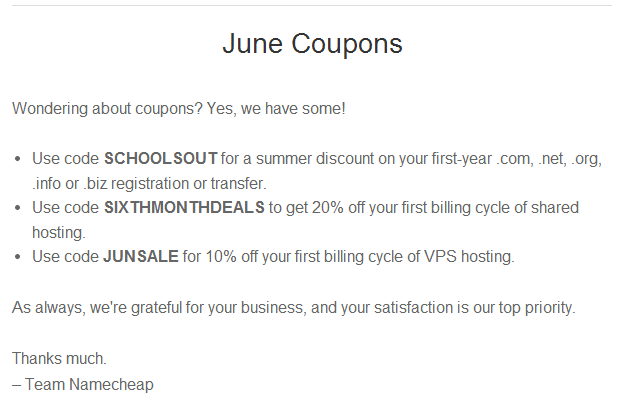 June Coupons
Wondering about coupons? Yes, we have some!
• Use code SCHOOLSOUT for a summer discount on your first-year .com, .net, .org,
.info or .biz registration or transfer.
• Use code SIXTHMONTHDEALS to get 20% off your first billing cycle of shared
hosting.
• Use code JUNSALE for 10% off your first billing cycle of VPS hosting.
As always, we're grateful for your business, and your satisfaction is our top priority.
Thanks much.
– Team Namecheap